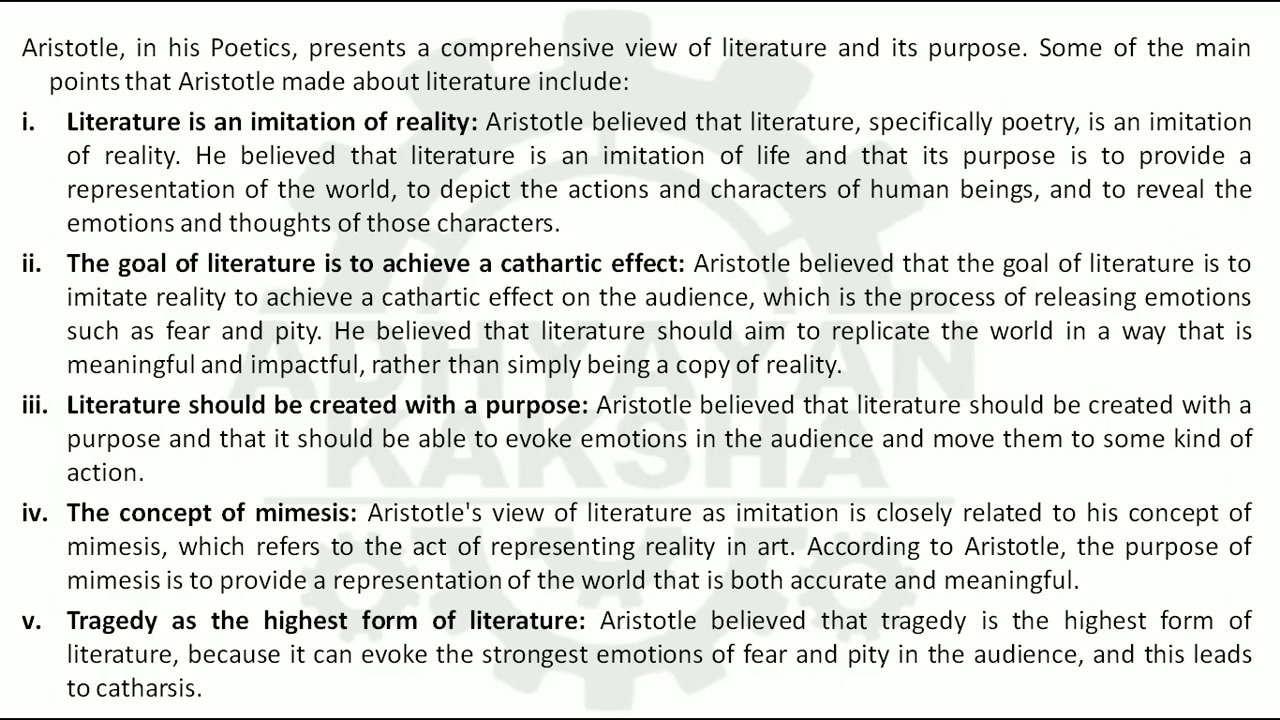 Aristotle, in his Poetics, presents a comprehensive view of literature and its purpose. Some of the main
points that Aristotle made about literature include:
i. Literature is an imitation of reality: Aristotle believed that literature, specifically poetry, is an imitation
of reality. He believed that literature is an imitation of life and that its purpose is to provide a
representation of the world, to depict the actions and characters of human beings, and to reveal the
emotions and thoughts of those characters.
ii. The goal of literature is to achieve a cathartic effect: Aristotle believed that the goal of literature is to
imitate reality to achieve a cathartic effect on the audience, which is the process of releasing emotions
such as fear and pity. He believed that literature should aim to replicate the world in a way that is
meaningful and impactful, rather than simply being a copy of reality.
iii. Literature should be created with a purpose: Aristotle believed that literature should be created with a
purpose and that it should be able to evoke emotions in the audience and move them to some kind of
action.
iv. The concept of mimesis: Aristotle's view of literature as imitation is closely related to his concept of
mimesis, which refers to the act of representing reality in art. According to Aristotle, the purpose of
mimesis is to provide a representation of the world that is both accurate and meaningful.
v. Tragedy as the highest form of literature: Aristotle believed that tragedy is the highest form of
literature, because it can evoke the strongest emotions of fear and pity in the audience, and this leads
to catharsis.
ADHYAYAN
KAKSHA